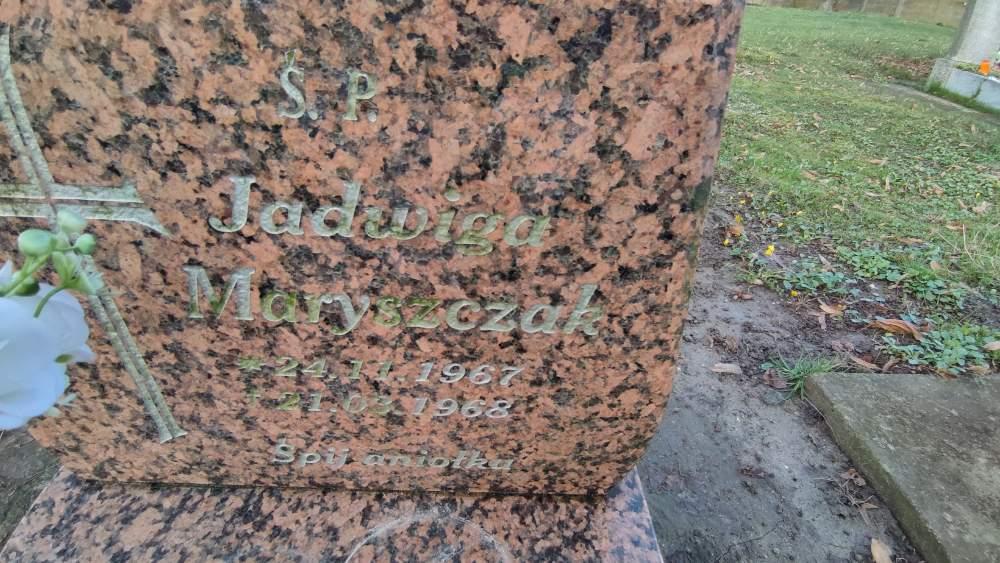 Ś. P.
Jadwiga
Maryszczak
* 24.11.1967
† 21.03.1968
Śpij aniołku